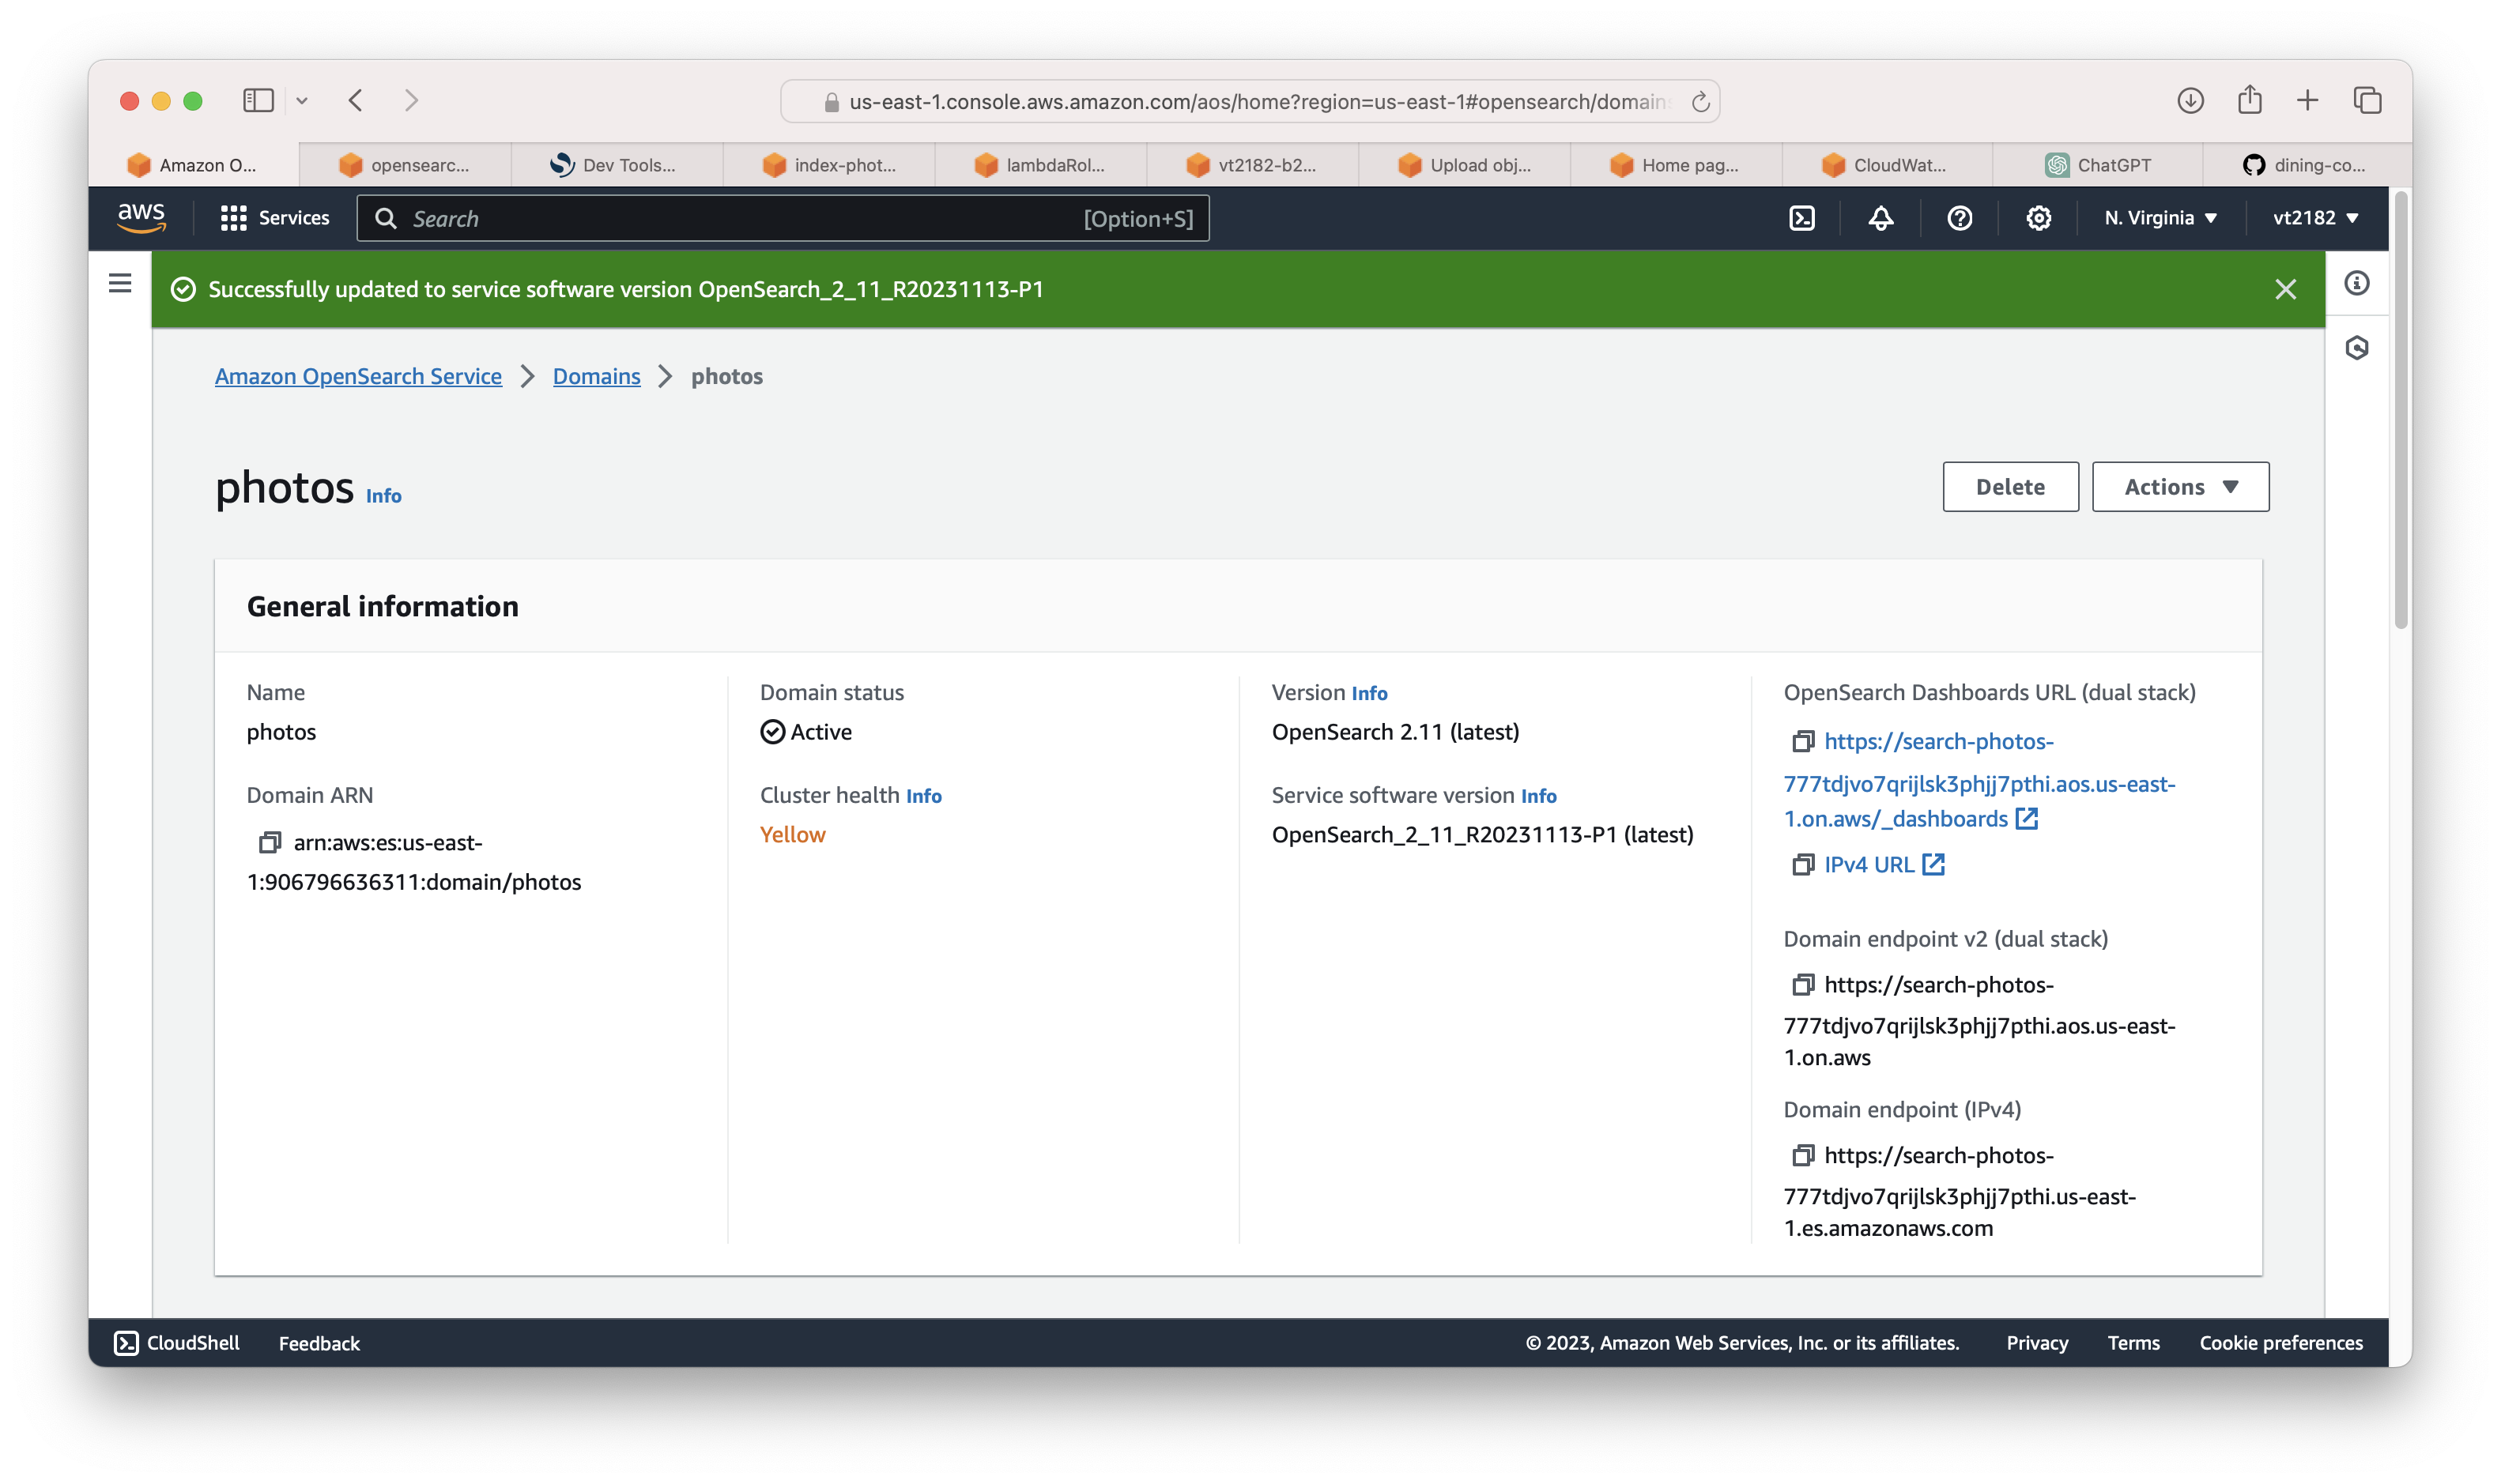 us-east-1.console.aws.amazon.com/aos/home?region=us-east-1#opensearch/domain
Amazon O...
opensearc...
Dev Tools...
index-phot...
lambdaRol...
vt2182-b2...
Upload obj...
Home pag...
CloudWat...
ChatGPT
dining-co...
aws
Services
Search
[Option+S]
N. Virginia
vt2182
Successfully updated to service software version OpenSearch_2_11_R20231113-P1
Amazon OpenSearch Service
Domains
photos
photos Info
Delete
Actions
General information
Name
photos
Domain ARN
arn:aws:es:us-east-
1:906796636311:domain/photos
Domain status
Active
Cluster health Info
Yellow
Version Info
OpenSearch 2.11 (latest)
Service software version Info
OpenSearch_2_11_R20231113-P1 (latest)
OpenSearch Dashboards URL (dual stack)
https://search-photos-
777tdjvo7qrijlsk3phjj7pthi.aos.us-east-
1.on.aws/_dashboards
IPv4 URL
Domain endpoint v2 (dual stack)
https://search-photos-
777tdjvo7qrijlsk3phjj7pthi.aos.us-east-
1.on.aws
Domain endpoint (IPv4)
https://search-photos-
777tdjvo7qrijlsk3phjj7pthi.us-east-
1.es.amazonaws.com
CloudShell
Feedback
© 2023, Amazon Web Services, Inc. or its affiliates.
Privacy
Terms
Cookie preferences